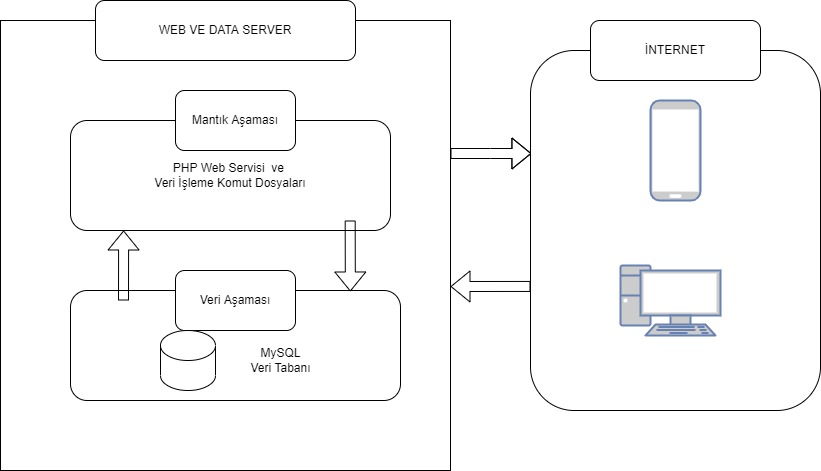 WEB VE DATA SERVER
İNTERNET
Mantık Aşaması
PHP Web Servisi ve
Veri İşleme Komut Dosyaları
Veri Aşaması
MySQL
Veri Tabanı